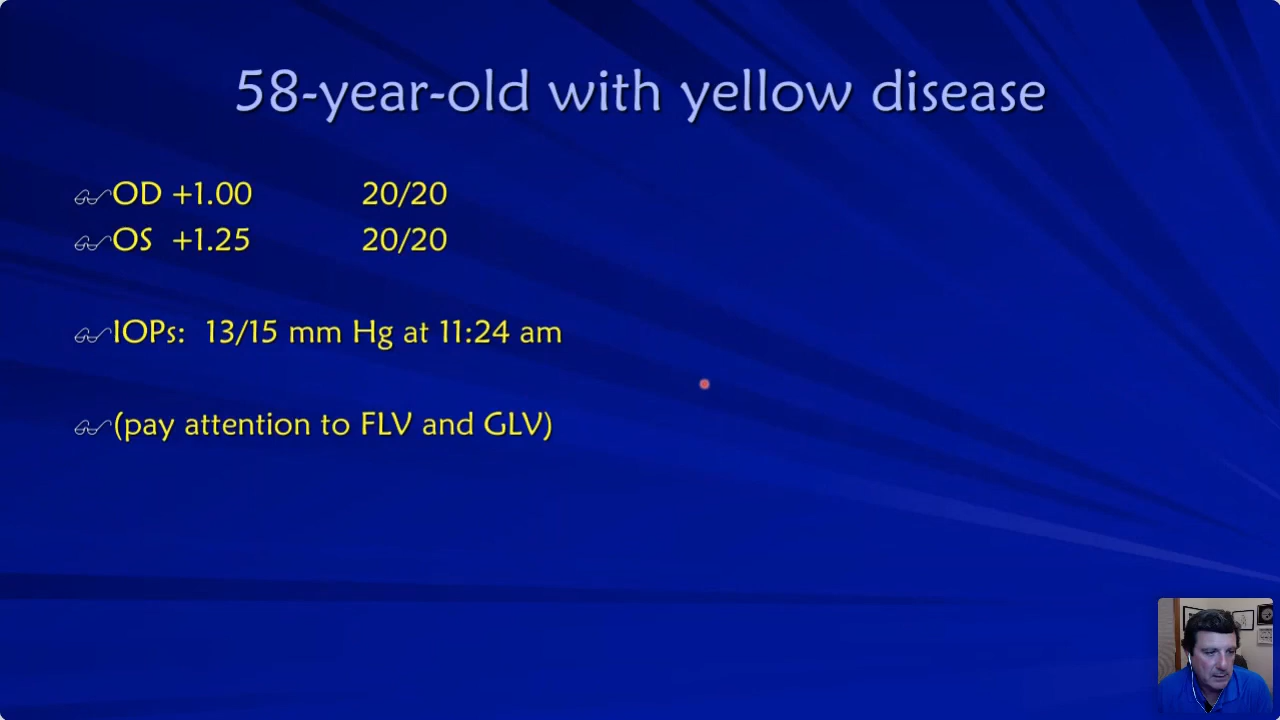 58-year-old with yellow disease
OD +1.00 20/20
OS +1.25 20/20
IOPs: 13/15 mm Hg at 11:24 am
(pay attention to FLV and GLV)